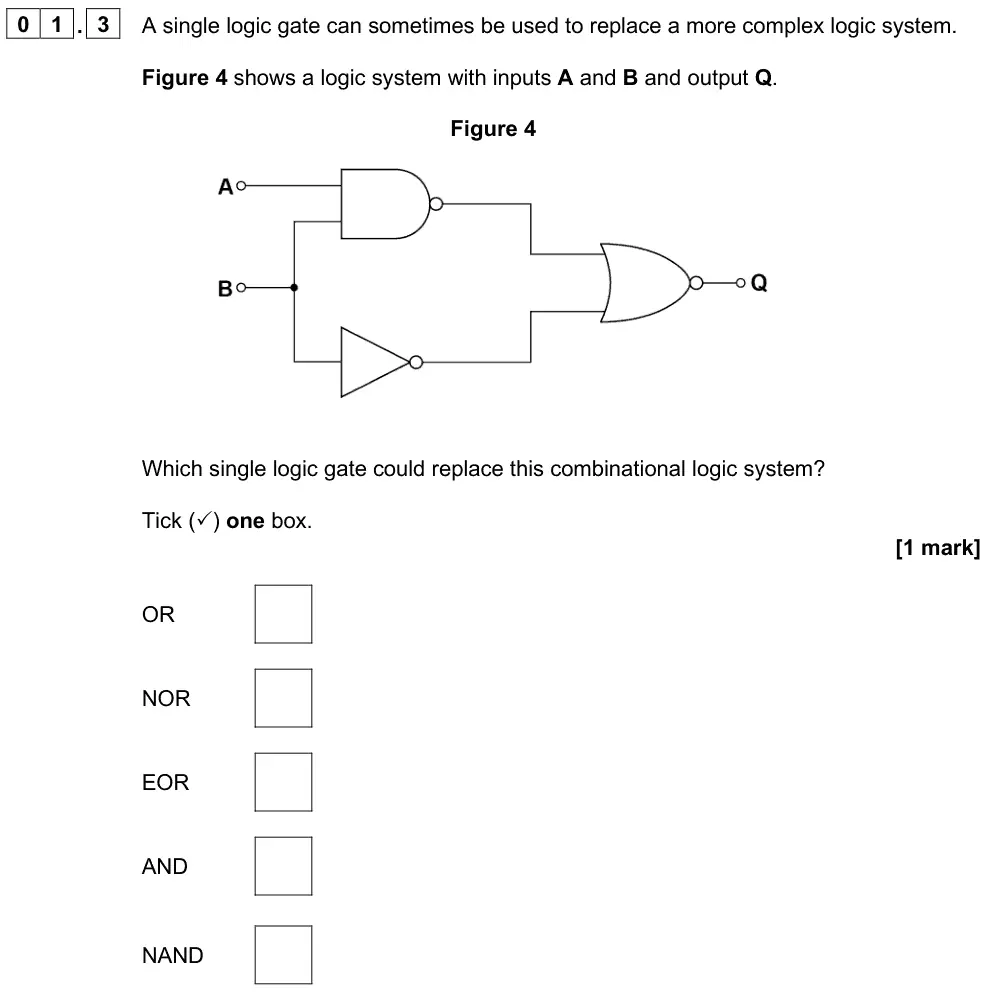 01.3 A single logic gate can sometimes be used to replace a more complex logic system.
Figure 4 shows a logic system with inputs A and B and output Q.
Figure 4
A
B
Q
Which single logic gate could replace this combinational logic system?
Tick (✓) one box.
[1 mark]
OR
NOR
EOR
AND
NAND